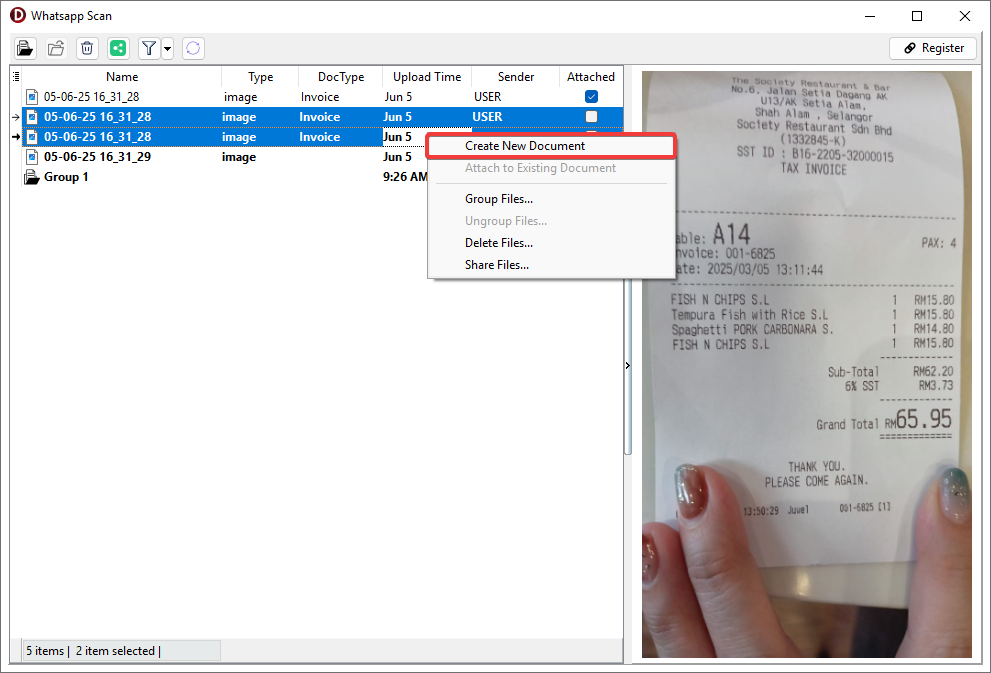 Whatsapp Scan
Register
Name Type DocType Upload Time Sender Attached
05-06-25 16_31_28 image Invoice Jun 5 USER
05-06-25 16_31_28 image Invoice Jun 5 USER
05-06-25 16_31_28 image Invoice Jun 5
05-06-25 16_31_29 image Jun 5
Group 1 9:26 AM
Create New Document
Attach to Existing Document
Group Files...
Ungroup Files...
Delete Files...
Share Files...
5 items | 2 item selected |
The Society Restaurant & Bar
No.6, Jalan Setia Dagang AK
U13/AK Setia Alam,
Shah Alam , Selangor
Society Restaurant Sdn Bhd
(1332845-K)
SST ID : B16-2205-32000015
TAX INVOICE
able: A14 PAX: 4
nvoice: 001-6825
ate: 2025/03/05 13:11:44
FISH N CHIPS S.L 1 RM15.80
Tempura Fish with Rice S.L 1 RM15.80
Spaghetti PORK CARBONARA S. 1 RM14.80
FISH N CHIPS S.L 1 RM15.80
Sub-Total RM62.20
6% SST RM3.73
Grand Total RM65.95
THANK YOU.
PLEASE COME AGAIN.
13:50:29 Juvel 001-6825 [1]